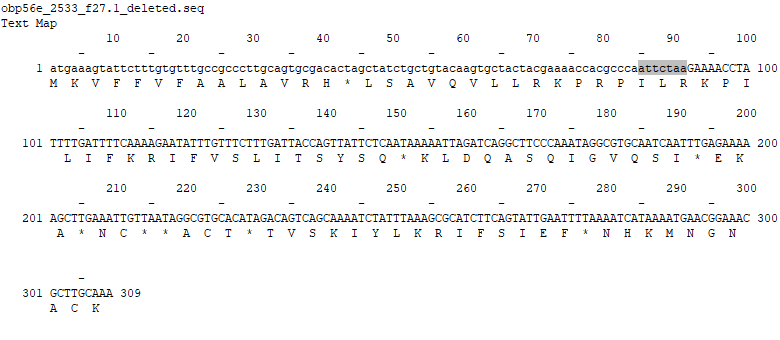 obp56e_2533_f27.1_deleted.seq
Text Map
10 20 30 40 50 60 70 80 90 100
1 atgaaagtattctttgtgtttgccgcccttgcagtgcgacactagctatctgctgtacaagtgctactacgaaaaccacgcccaattctaaGAAAACCTA 100
M K V F F V F A A L A V R H * L S A V Q V L L R K P R P I L R K P I
110 120 130 140 150 160 170 180 190 200
101 TTTTGATTTTCAAAAGAATATTTGTTTCTTTGATTACCAGTTATTCTCAATAAAAATTAGATCAGGCTTCCCAAATAGGCGTGCAATCAATTTGAGAAAA 200
L I F K R I F V S L I T S Y S Q * K L D Q A S Q I G V Q S I * E K
210 220 230 240 250 260 270 280 290 300
201 AGCTTGAAATTGTTAATAGGCGTGCACATAGACAGTCAGCAAAATCTATTTAAAGCGCATCTTCAGTATTGAATTTTAAAATCATAAAATGAACGGAAAC 300
A * N C * * A C T * T V S K I Y L K R I F S I E F * N H K M N G N
301 GCTTGCAAA 309
A C K